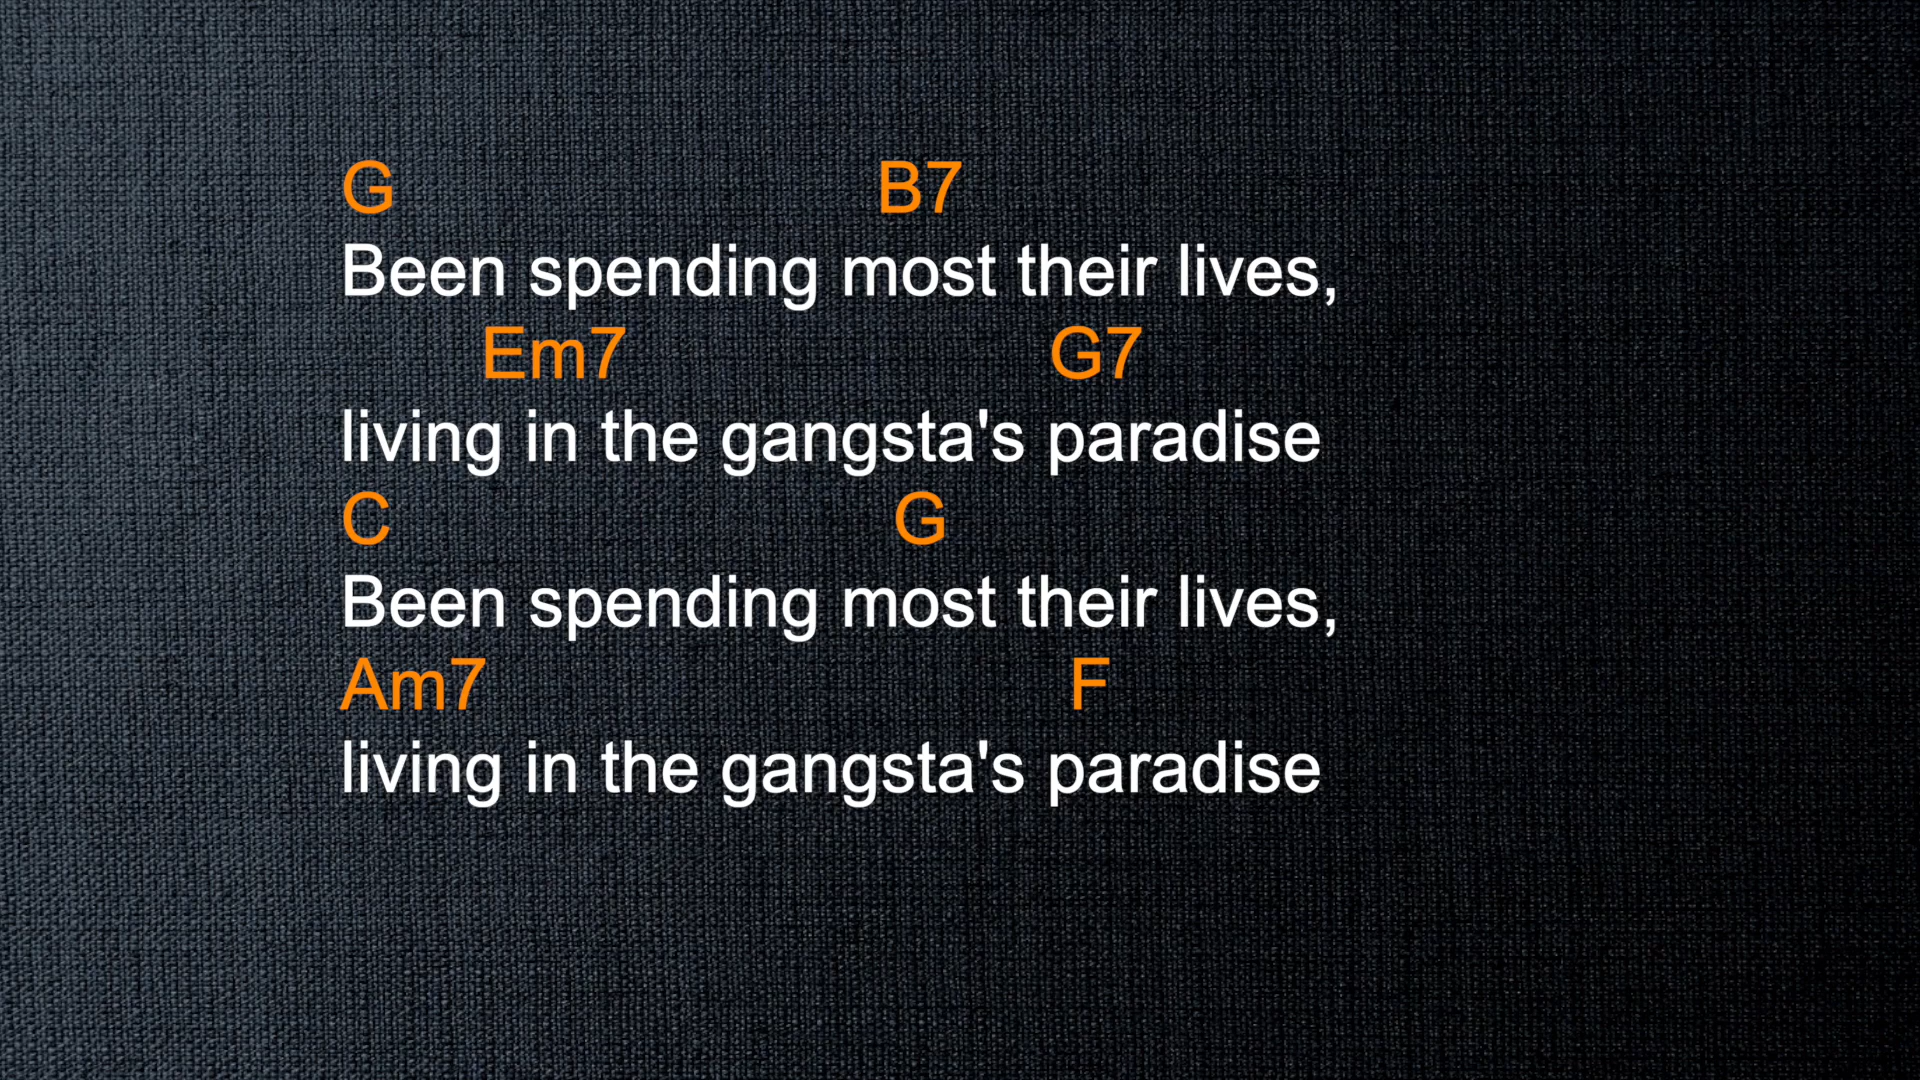 G B7
Been spending most their lives,
Em7 G7
living in the gangsta's paradise
C G
Been spending most their lives,
Am7 F
living in the gangsta's paradise